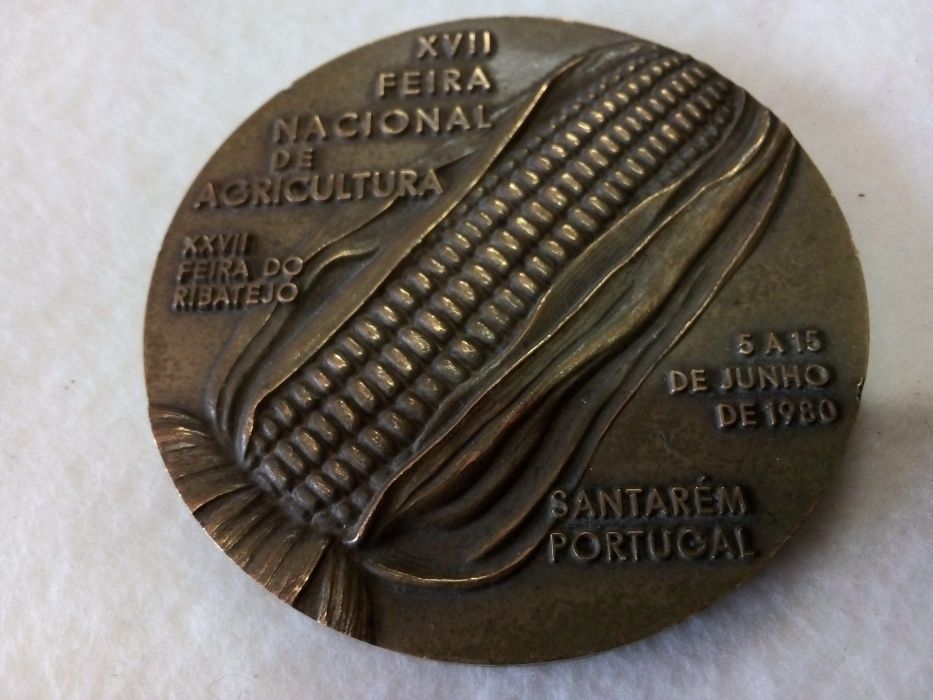 XVII
FEIRA
NACIONAL
DE
AGRICULTURA
XXVII
FEIRA DO
RIBATEJO
5 A 15
DE JUNHO
DE 1980
SANTARÉM
PORTUGAL